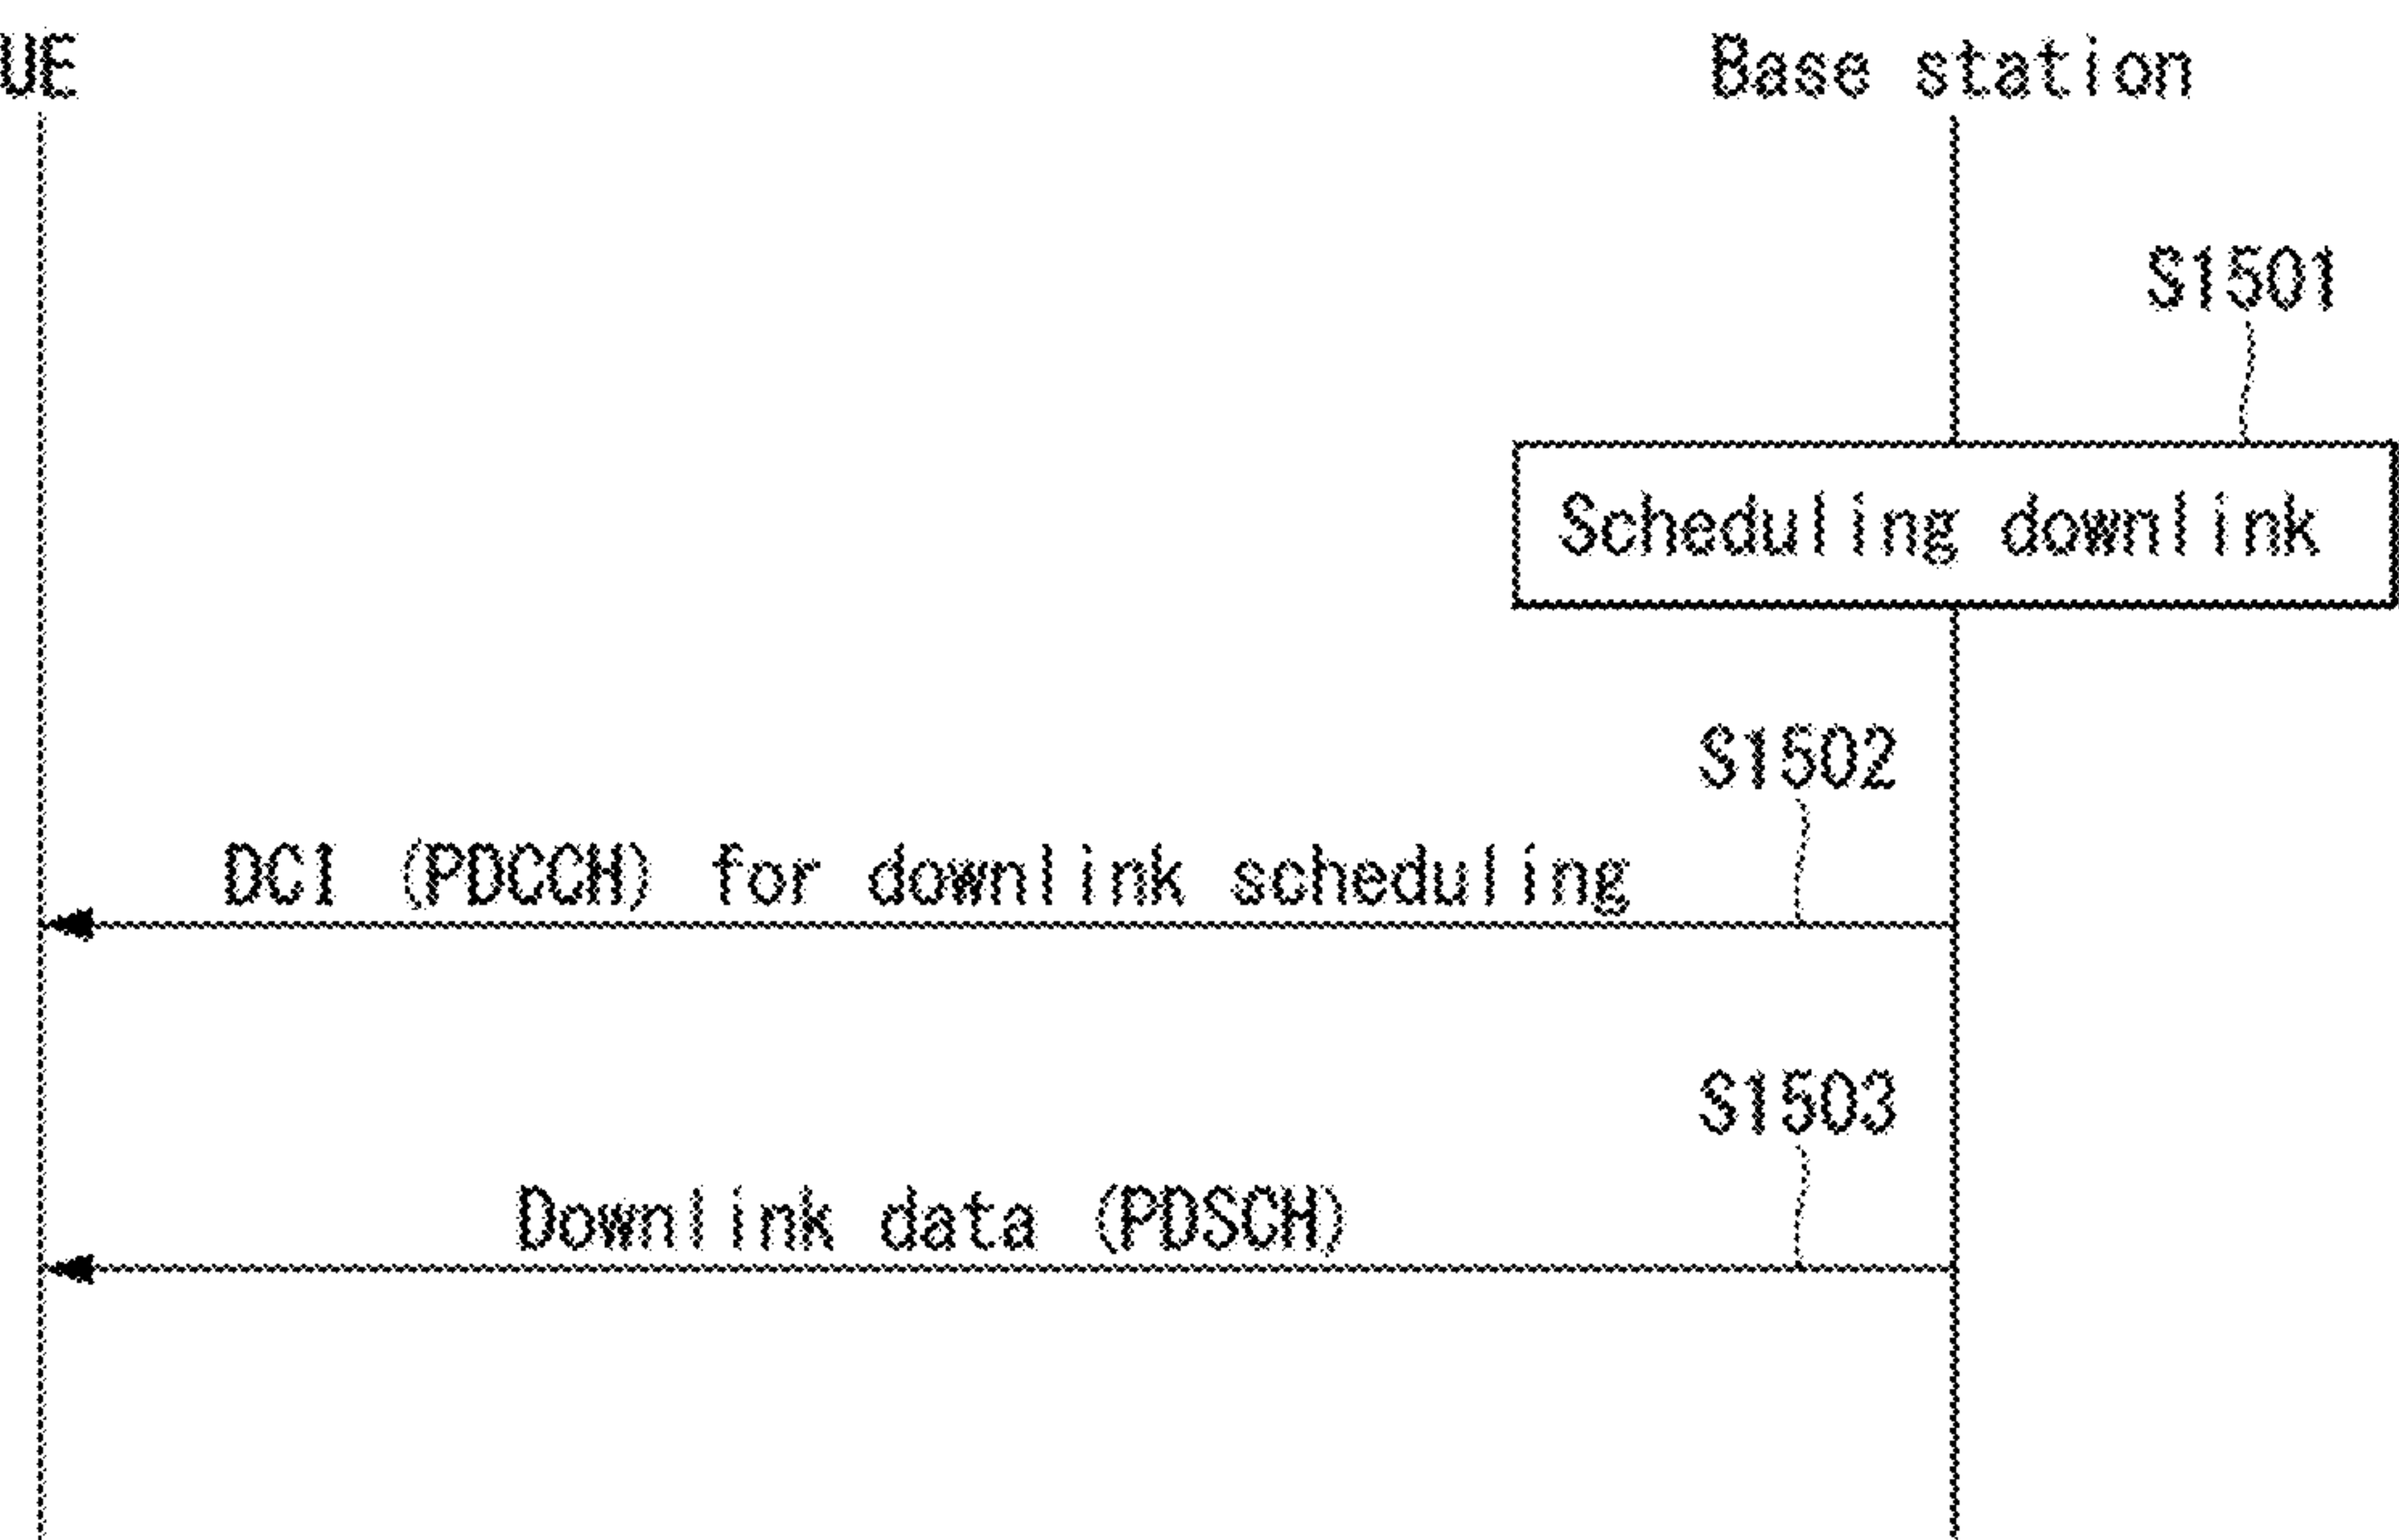 UE
Base station
S1501
Scheduling downlink
S1502
DCI (PDCCH) for downlink scheduling
S1503
Downlink data (PDSCH)